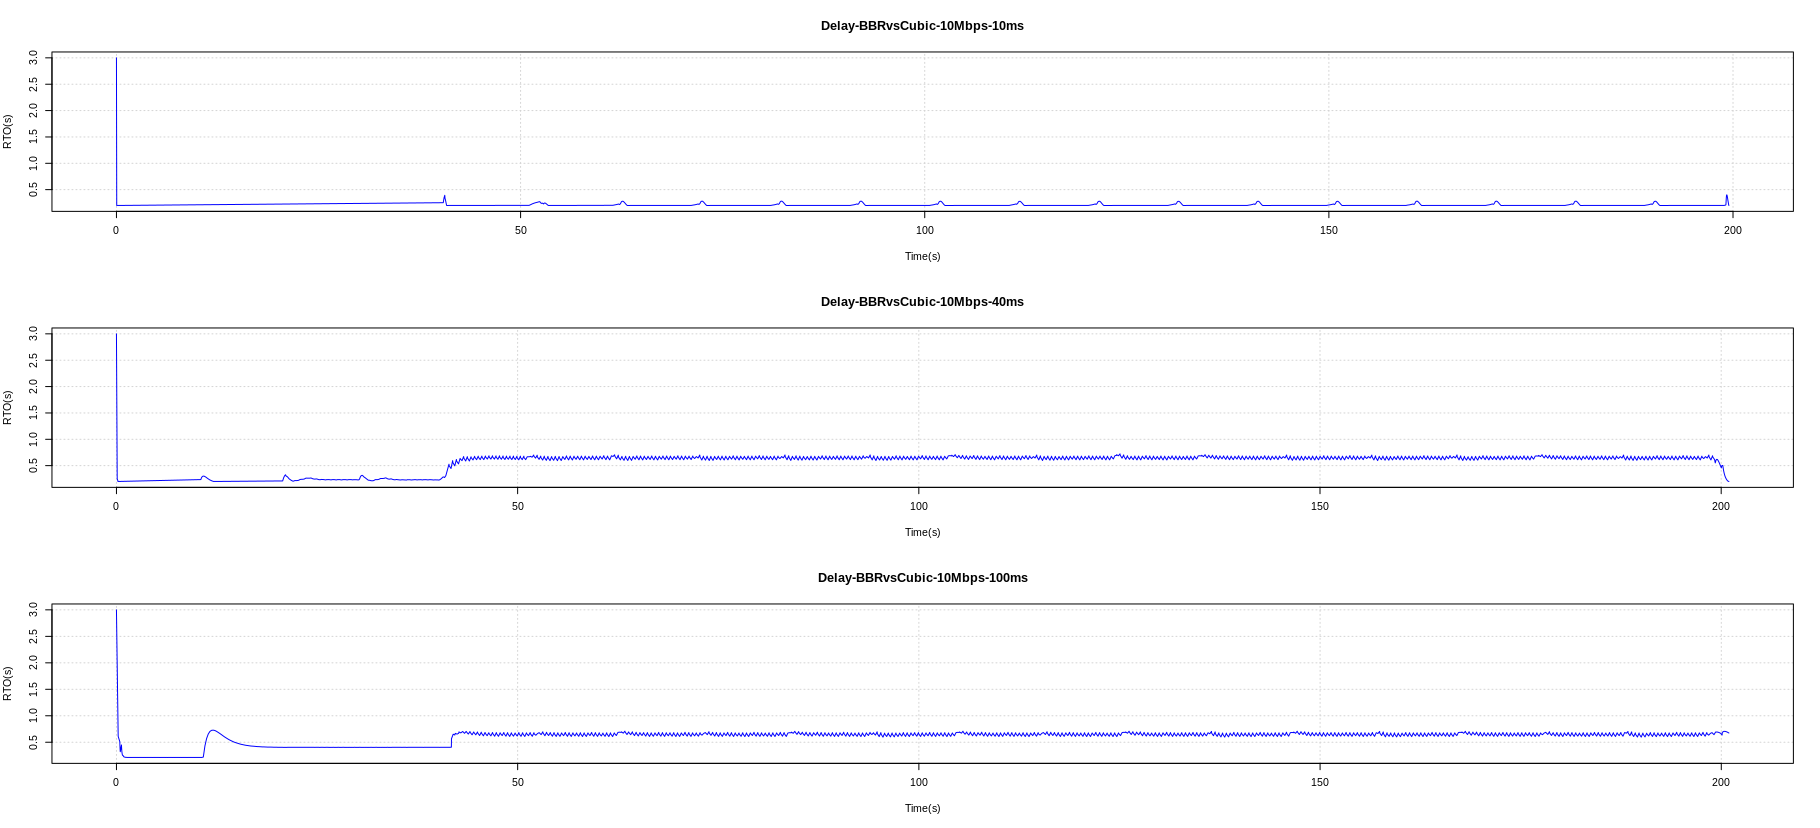 Delay-BBRvsCubic-10Mbps-10ms
RTO(s)
3.0
2.5
2.0
1.5
1.0
0.5
0 50 100 150 200
Time(s)
Delay-BBRvsCubic-10Mbps-40ms
RTO(s)
3.0
2.5
2.0
1.5
1.0
0.5
0 50 100 150 200
Time(s)
Delay-BBRvsCubic-10Mbps-100ms
RTO(s)
3.0
2.5
2.0
1.5
1.0
0.5
0 50 100 150 200
Time(s)